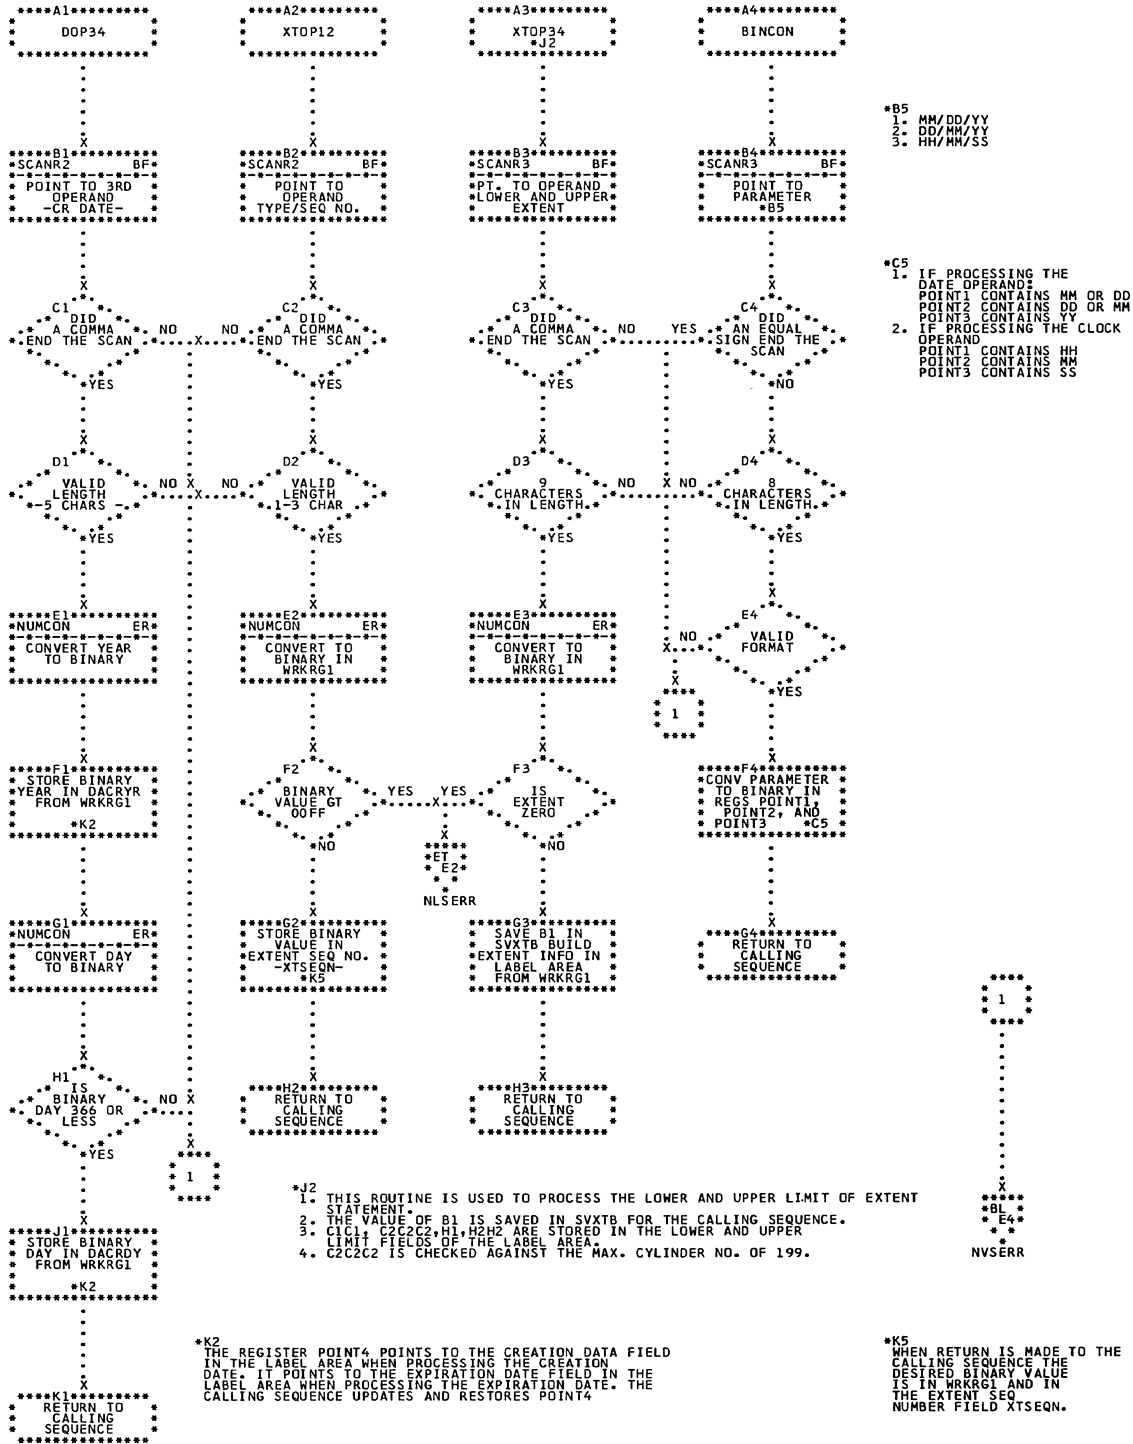 A1
DOP34
A2
XTOP12
A3
XTOP34
*J2
A4
BINCON
*B5
1. MM/DD/YY
2. DD/MM/YY
3. HH/MM/SS
B1
*SCANR2 BF*
POINT TO 3RD
OPERAND
-CR DATE-
B2
*SCANR2 BF*
POINT TO
OPERAND
TYPE/SEQ NO.
B3
*SCANR3 BF*
*PT. TO OPERAND
*LOWER AND UPPER*
EXTENT
B4
*SCANR3 BF*
POINT TO
PARAMETER
*B5
*C5
1. IF PROCESSING THE
DATE OPERAND:
POINT1 CONTAINS MM OR DD
POINT2 CONTAINS DD OR MM
POINT3 CONTAINS YY
2. IF PROCESSING THE CLOCK
OPERAND
POINT1 CONTAINS HH
POINT2 CONTAINS MM
POINT3 CONTAINS SS
C1
DID
A COMMA
END THE SCAN
NO
*YES
C2
DID
A COMMA
END THE SCAN
NO
*YES
C3
DID
A COMMA
END THE SCAN
NO
*YES
C4
DID
AN EQUAL
SIGN END THE
SCAN
YES
*NO
D1
VALID
LENGTH
-5 CHARS -
NO X
*YES
D2
VALID
LENGTH
1-3 CHAR
NO
*YES
D3
9
CHARACTERS
IN LENGTH
NO X
*YES
D4
8
CHARACTERS
IN LENGTH
NO
*YES
E1
*NUMCON ER*
CONVERT YEAR
TO BINARY
E2
*NUMCON ER*
CONVERT TO
BINARY IN
WRKRG1
E3
*NUMCON ER*
CONVERT TO
BINARY IN
WRKRG1
E4
VALID
FORMAT
NO
*YES
1
F1
STORE BINARY
*YEAR IN DACRYR
FROM WRKRG1
*K2
F2
BINARY
VALUE GT
00FF
YES
*NO
F3
IS
EXTENT
ZERO
YES
*NO
*ET
E2*
NLSERR
F4
*CONV PARAMETER
TO BINARY IN
REGS POINT1,
POINT2, AND
POINT3 *C5
G1
*NUMCON ER*
CONVERT DAY
TO BINARY
G2
STORE BINARY
VALUE IN
*EXTENT SEQ NO.
-XTSEQN-
*K5
G3
SAVE B1 IN
SVXTB BUILD
EXTENT INFO IN
LABEL AREA
FROM WRKRG1
G4
RETURN TO
CALLING
SEQUENCE
1
H1
IS
BINARY
DAY 366 OR
LESS
NO X
*YES
1
H2
RETURN TO
CALLING
SEQUENCE
H3
RETURN TO
CALLING
SEQUENCE
*BL
E4*
NVSERR
*J2
1. THIS ROUTINE IS USED TO PROCESS THE LOWER AND UPPER LIMIT OF EXTENT
STATEMENT.
2. THE VALUE OF B1 IS SAVED IN SVXTB FOR THE CALLING SEQUENCE.
3. C1C1, C2C2C2,H1,H2H2 ARE STORED IN THE LOWER AND UPPER
LIMIT FIELDS OF THE LABEL AREA.
4. C2C2C2 IS CHECKED AGAINST THE MAX. CYLINDER NO. OF 199.
J1
STORE BINARY
DAY IN DACRDY
FROM WRKRG1
*K2
*K2
THE REGISTER POINT4 POINTS TO THE CREATION DATA FIELD
IN THE LABEL AREA WHEN PROCESSING THE CREATION
DATE. IT POINTS TO THE EXPIRATION DATE FIELD IN THE
LABEL AREA WHEN PROCESSING THE EXPIRATION DATE. THE
CALLING SEQUENCE UPDATES AND RESTORES POINT4
*K5
WHEN RETURN IS MADE TO THE
CALLING SEQUENCE THE
DESIRED BINARY VALUE
IS IN WRKRG1 AND IN
THE EXTENT SEQ
NUMBER FIELD XTSEQN.
K1
RETURN TO
CALLING
SEQUENCE